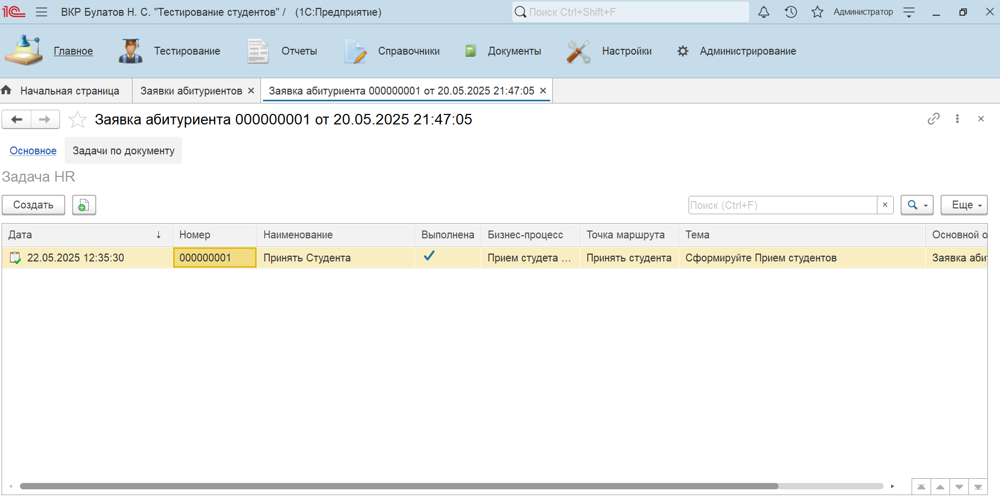 1С ВКР Булатов Н. С. "Тестирование студентов" / (1С:Предприятие) Поиск Ctrl+Shift+F Администратор
Главное Тестирование Отчеты Справочники Документы Настройки Администрирование
Начальная страница Заявки абитуриентов × Заявка абитуриента 000000001 от 20.05.2025 21:47:05 ×
Заявка абитуриента 000000001 от 20.05.2025 21:47:05
Основное Задачи по документу
Задача HR
Создать Поиск (Ctrl+F) × Еще
Дата ↓ Номер Наименование Выполнена Бизнес-процесс Точка маршрута Тема Основной о
22.05.2025 12:35:30 000000001 Принять Студента Прием студета ... Принять студента Сформируйте Прием студентов Заявка аби